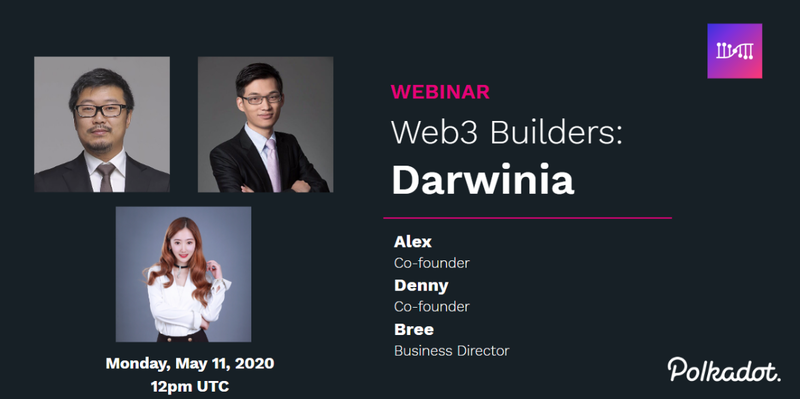 WEBINAR
Web3 Builders:
Darwinia
Alex
Co-founder
Denny
Co-founder
Bree
Business Director
Monday, May 11, 2020
12pm UTC
Polkadot.